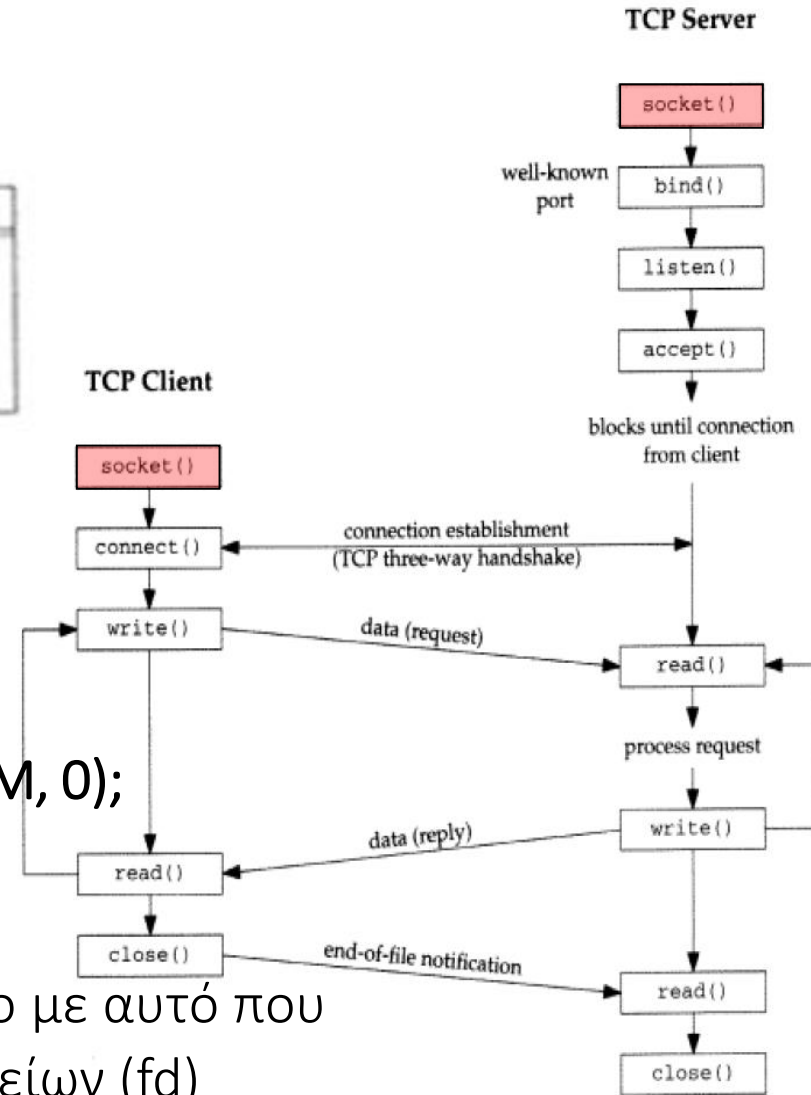 TCP Server
socket()
well-known
port
bind()
listen()
accept()
blocks until connection
from client
TCP Client
socket()
connect()
connection establishment
(TCP three-way handshake)
write()
data (request)
read()
process request
M, 0);
write()
data (reply)
read()
close()
end-of-file notification
read()
με αυτό που
(fd)
close()